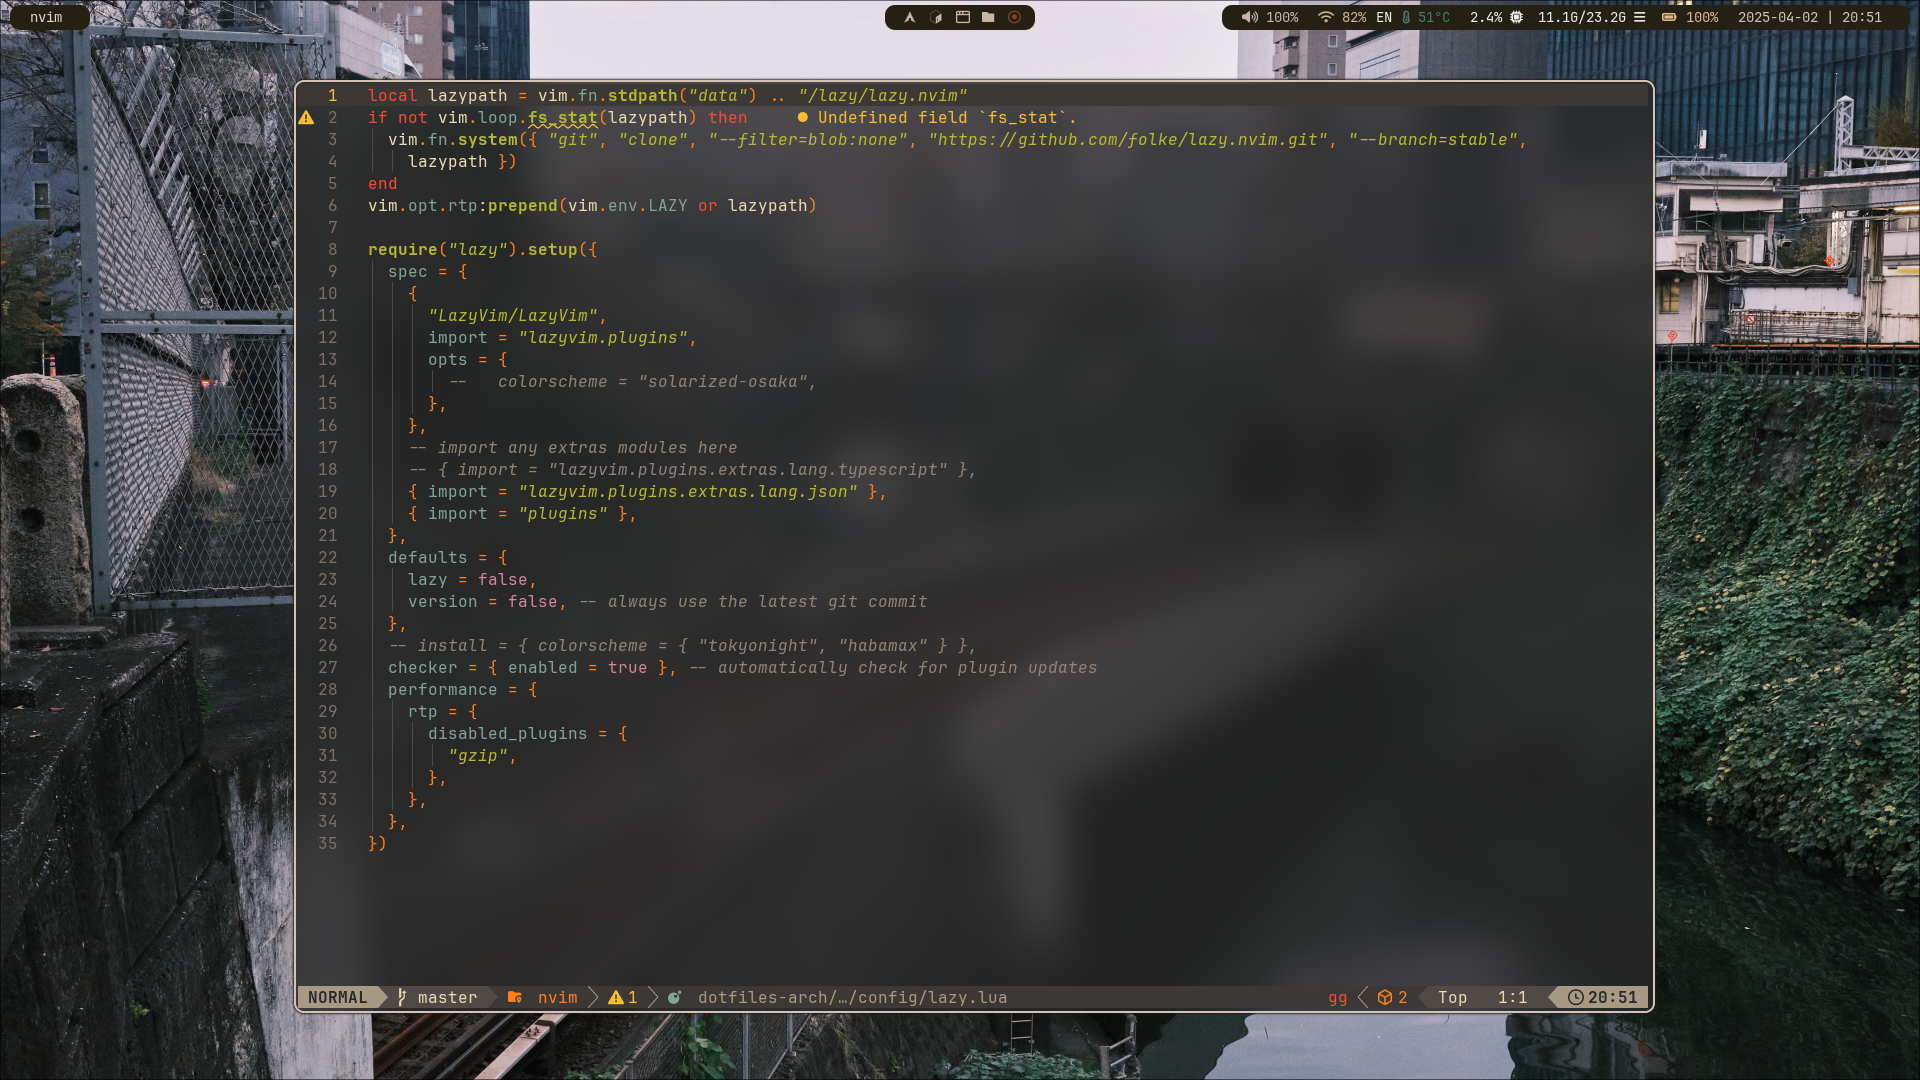 nvim
100% 82% EN 51°C 2.4% 11.1G/23.2G 100% 2025-04-02 | 20:51
1 local lazypath = vim.fn.stdpath("data") .. "/lazy/lazy.nvim"
2 if not vim.loop.fs_stat(lazypath) then ● Undefined field `fs_stat`.
3 vim.fn.system({ "git", "clone", "--filter=blob:none", "https://github.com/folke/lazy.nvim.git", "--branch=stable",
4 lazypath })
5 end
6 vim.opt.rtp:prepend(vim.env.LAZY or lazypath)
7
8 require("lazy").setup({
9 spec = {
10 {
11 "LazyVim/LazyVim",
12 import = "lazyvim.plugins",
13 opts = {
14 --   colorscheme = "solarized-osaka",
15 },
16 },
17 -- import any extras modules here
18 -- { import = "lazyvim.plugins.extras.lang.typescript" },
19 { import = "lazyvim.plugins.extras.lang.json" },
20 { import = "plugins" },
21 },
22 defaults = {
23 lazy = false,
24 version = false, -- always use the latest git commit
25 },
26 -- install = { colorscheme = { "tokyonight", "habamax" } },
27 checker = { enabled = true }, -- automatically check for plugin updates
28 performance = {
29 rtp = {
30 disabled_plugins = {
31 "gzip",
32 },
33 },
34 },
35 })
NORMAL master nvim 1 dotfiles-arch/…/config/lazy.lua gg 2 Top 1:1 20:51